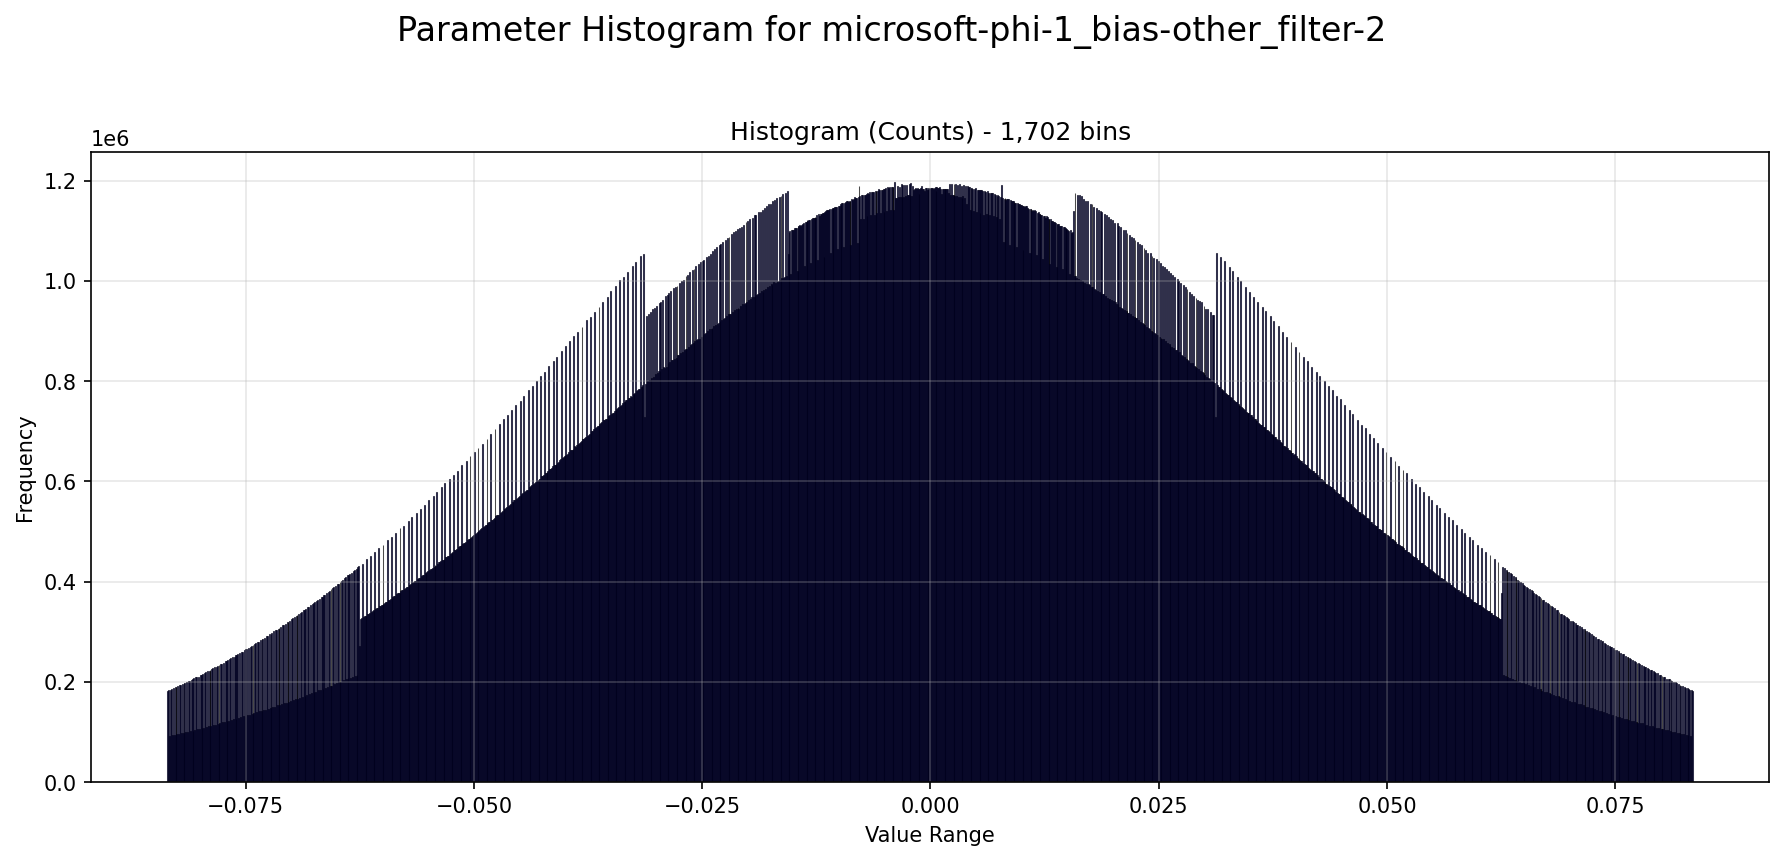 Parameter Histogram for microsoft-phi-1_bias-other_filter-2
Histogram (Counts) - 1,702 bins
1e6
1.2
1.0
0.8
0.6
0.4
0.2
0.0
Frequency
−0.075 −0.050 −0.025 0.000 0.025 0.050 0.075
Value Range